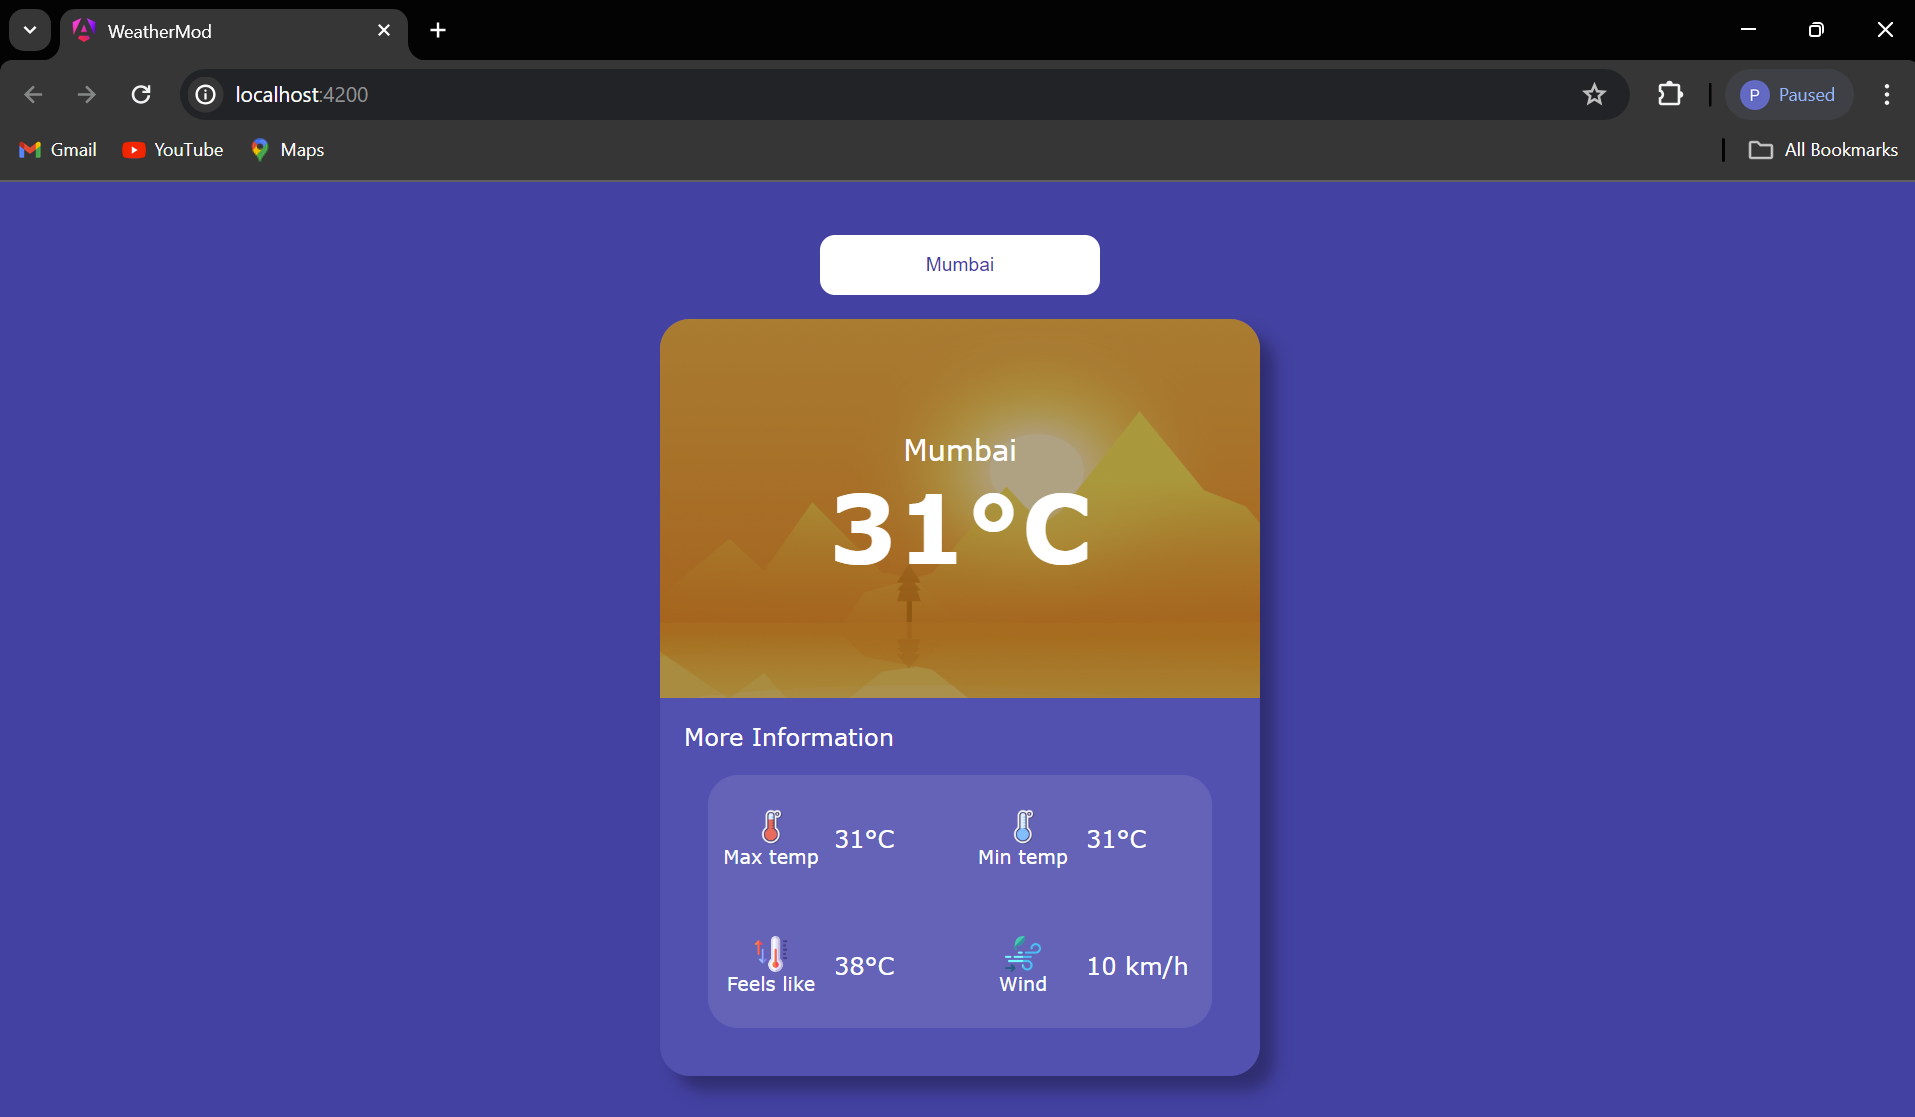 WeatherMod
localhost:4200
P Paused
Gmail YouTube Maps All Bookmarks
Mumbai
Mumbai
31°C
More Information
31°C 31°C
Max temp Min temp
38°C 10 km/h
Feels like Wind